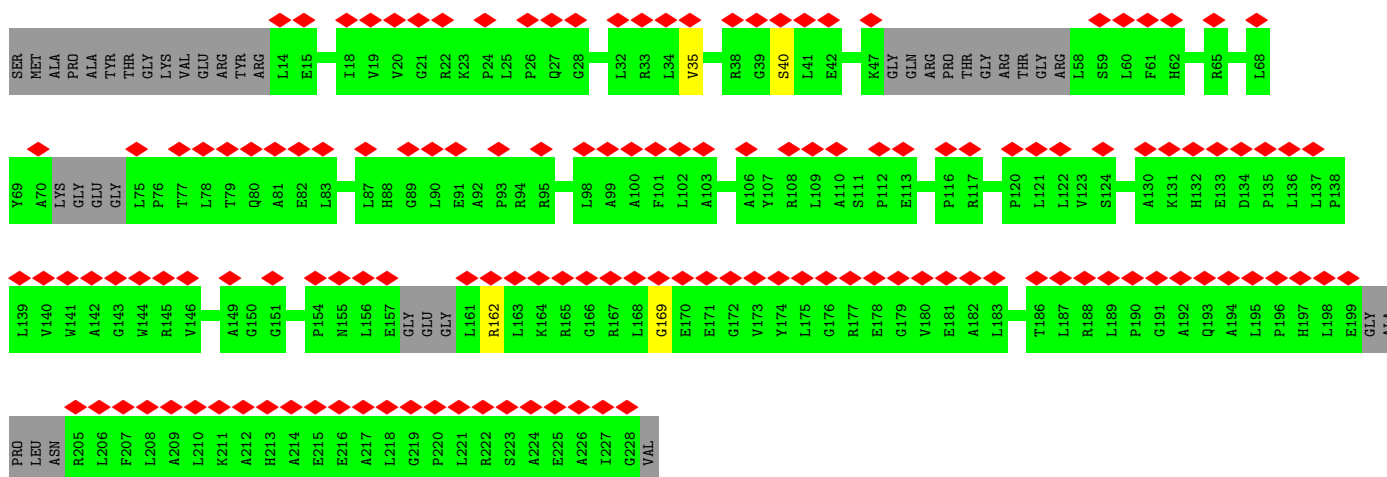 SER MET ALA PRO ALA TYR THR GLY LYS VAL GLU ARG TYR ARG L14 E15 I18 V19 V20 G21 R22 K23 P24 L25 P26 Q27 G28 L32 R33 L34 V35 R38 G39 S40 L41 E42 K47 GLY GLN ARG PRO THR GLY ARG THR GLY ARG L58 S59 L60 F61 H62 R65 L68
Y69 A70 LYS GLY GLU GLY L75 P76 T77 L78 T79 Q80 A81 E82 L83 L87 H88 G89 L90 E91 A92 P93 R94 R95 L98 A99 A100 F101 L102 A103 A106 Y107 R108 L109 A110 S111 P112 E113 P116 R117 P120 L121 L122 V123 S124 A130 K131 H132 E133 D134 P135 L136 L137 P138
L139 V140 W141 A142 G143 W144 R145 V146 A149 G150 G151 P154 N155 L156 E157 GLY GLU GLY L161 R162 L163 K164 R165 G166 R167 L168 G169 E170 E171 G172 V173 Y174 L175 G176 R177 E178 G179 V180 E181 A182 L183 T186 L187 R188 L189 P190 G191 A192 Q193 A194 L195 P196 H197 L198 E199 GLY ALA
PRO LEU ASN R205 L206 F207 L208 A209 L210 K211 A212 H213 A214 E215 E216 A217 L218 G219 P220 L221 R222 S223 A224 E225 A226 I227 G228 VAL